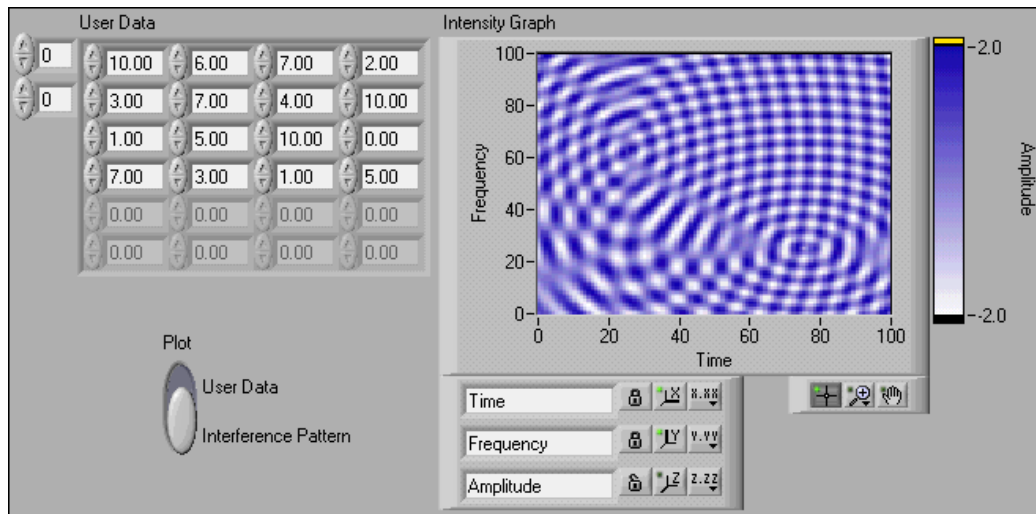 User Data
0
0
10.00 6.00 7.00 2.00
3.00 7.00 4.00 10.00
1.00 5.00 10.00 0.00
7.00 3.00 1.00 5.00
0.00 0.00 0.00 0.00
0.00 0.00 0.00 0.00
Plot
User Data
Interference Pattern
Intensity Graph
Frequency
100
80
60
40
20
0
0 20 40 60 80 100
Time
2.0
-2.0
Amplitude
Time X X.XX
Frequency Y Y.YY
Amplitude Z Z.ZZ